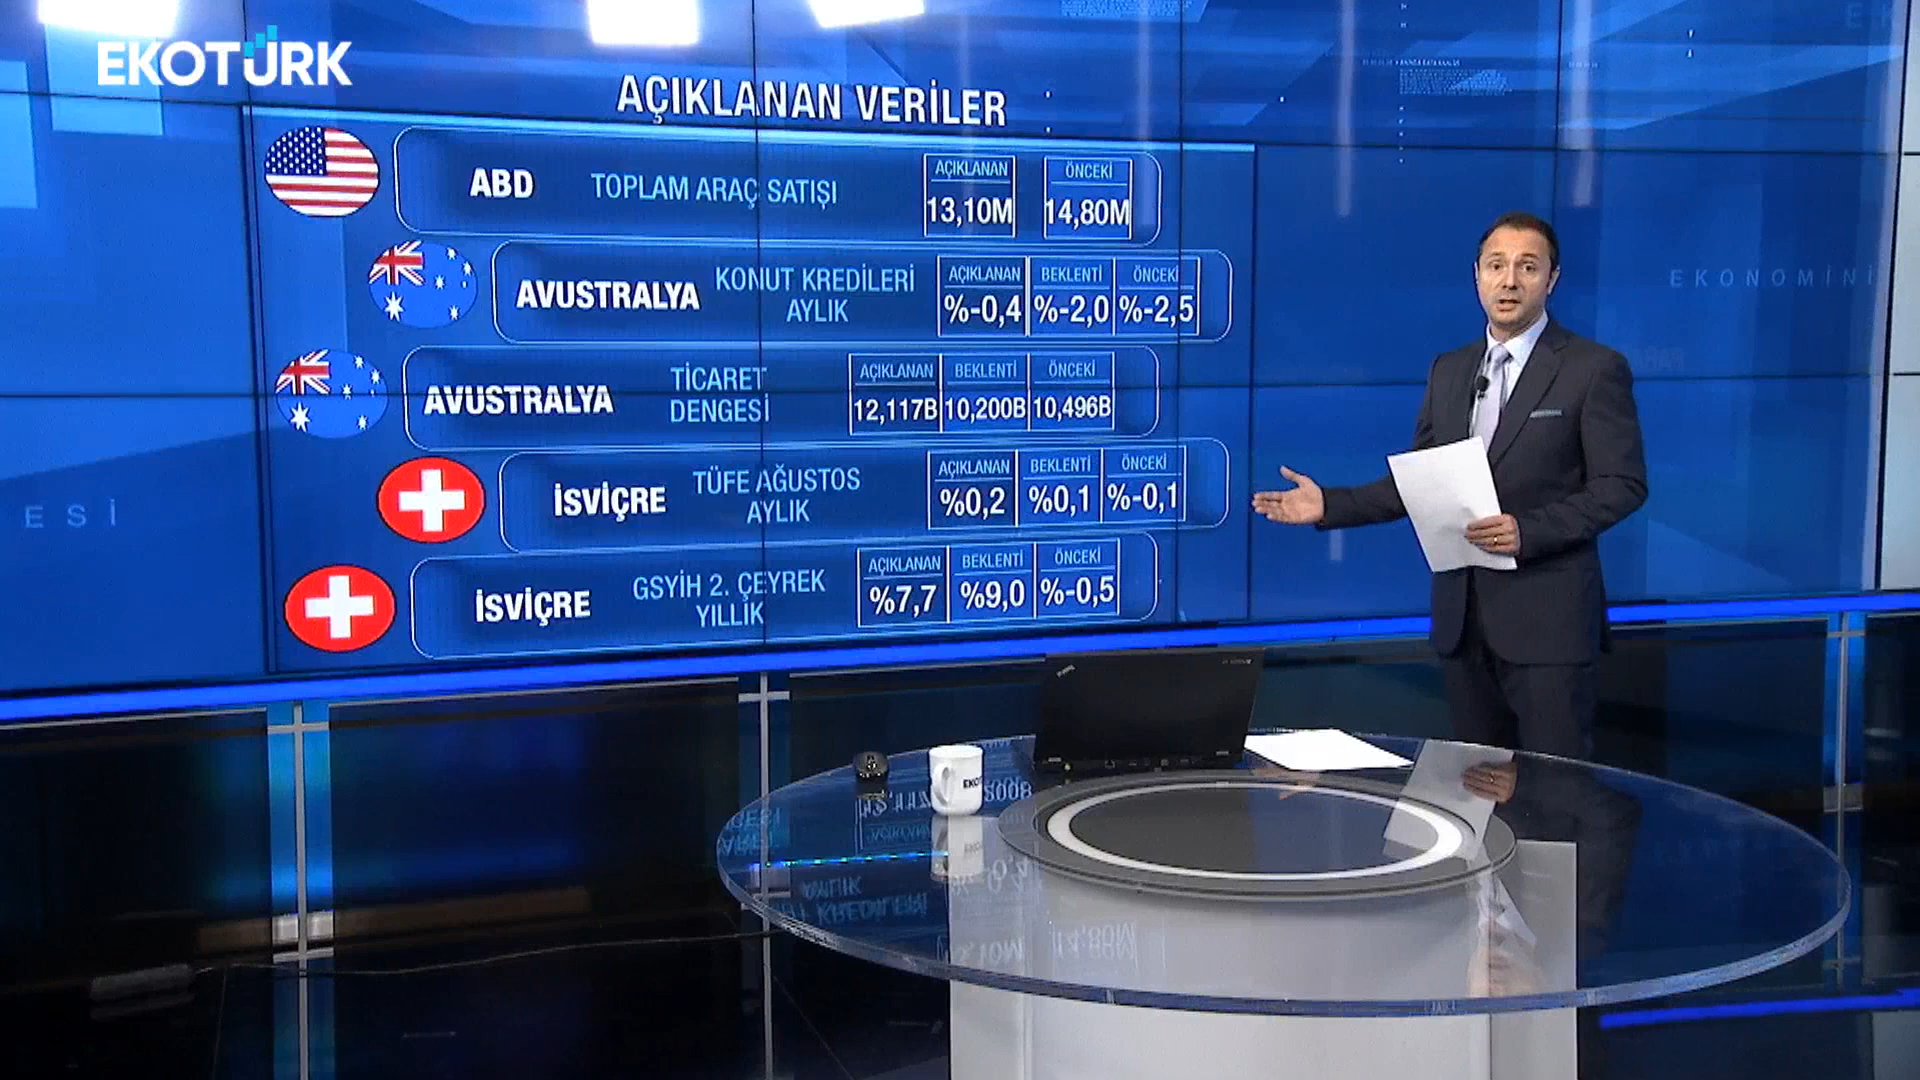 EKOTÜRK
AÇIKLANAN VERİLER
ABD
TOPLAM ARAÇ SATIŞI
AÇIKLANAN
13,10M
ÖNCEKİ
14,80M
AVUSTRALYA
KONUT KREDİLERİ
AYLIK
AÇIKLANAN
%-0,4
BEKLENTİ
%-2,0
ÖNCEKİ
%-2,5
AVUSTRALYA
TİCARET
DENGESİ
AÇIKLANAN
12,117B
BEKLENTİ
10,200B
ÖNCEKİ
10,496B
İSVİÇRE
TÜFE AĞUSTOS
AYLIK
AÇIKLANAN
%0,2
BEKLENTİ
%0,1
ÖNCEKİ
%-0,1
İSVİÇRE
GSYİH 2. ÇEYREK
YILLIK
AÇIKLANAN
%7,7
BEKLENTİ
%9,0
ÖNCEKİ
%-0,5
EKONOMİNİ
ESİ
ThinkPad